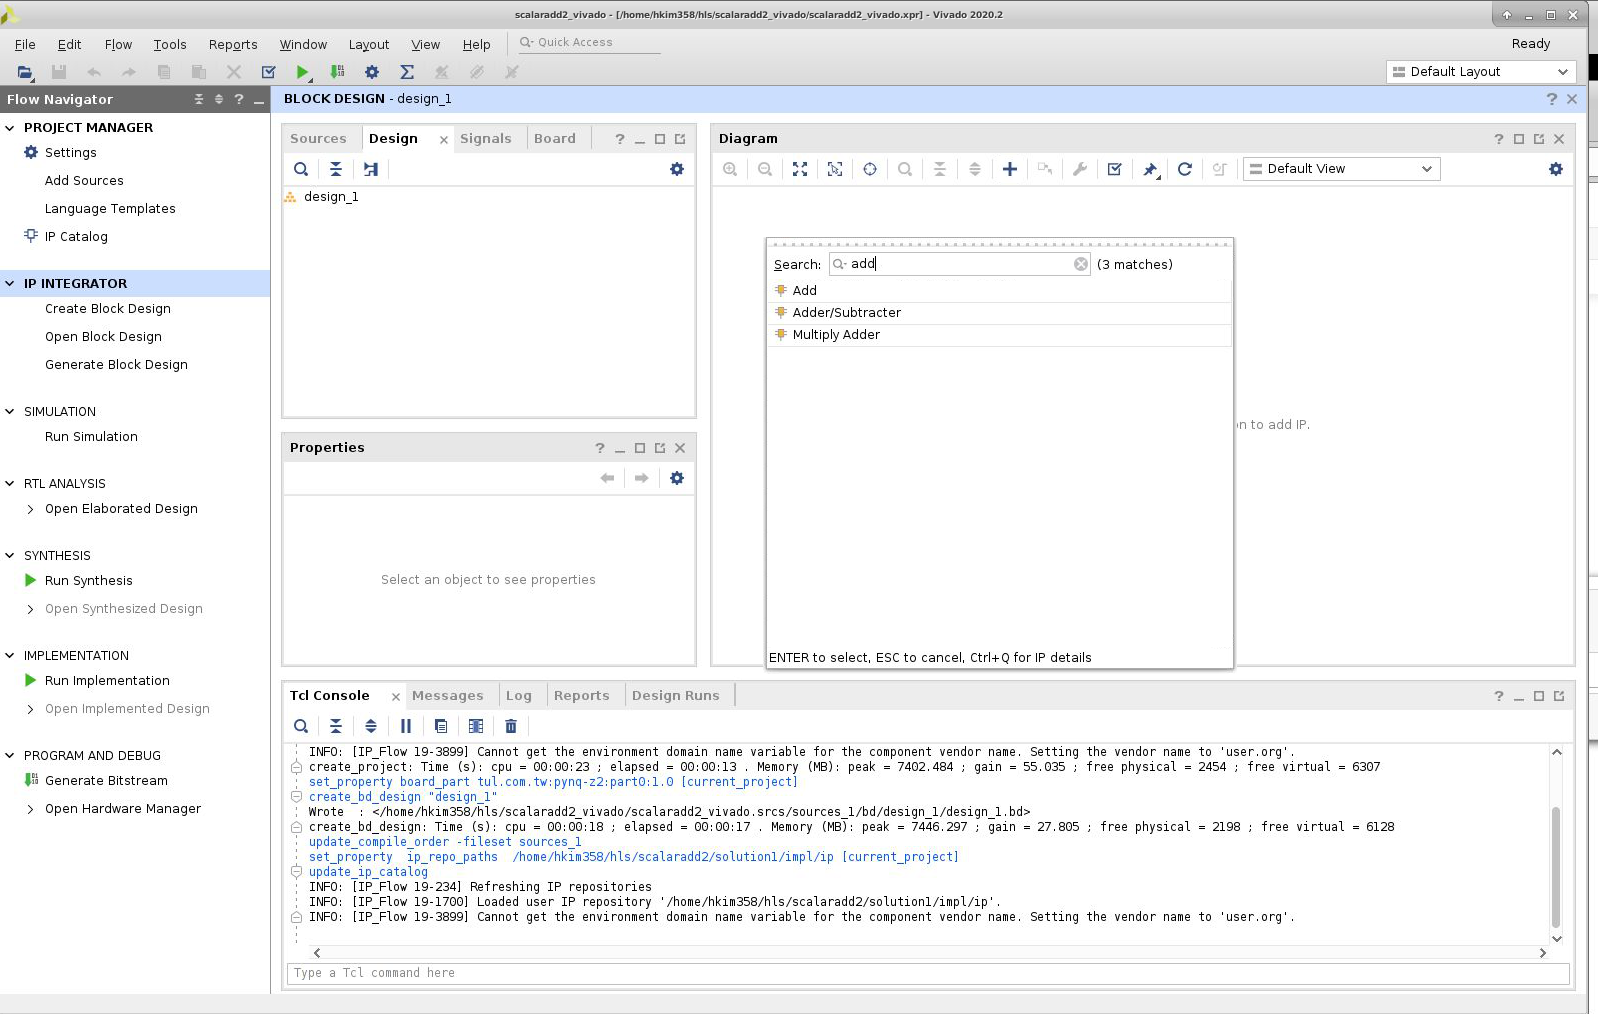 scalaradd2_vivado - [/home/hkim358/hls/scalaradd2_vivado/scalaradd2_vivado.xpr] - Vivado 2020.2
File Edit Flow Tools Reports Window Layout View Help Quick Access Ready
Default Layout
Flow Navigator
PROJECT MANAGER
Settings
Add Sources
Language Templates
IP Catalog
IP INTEGRATOR
Create Block Design
Open Block Design
Generate Block Design
SIMULATION
Run Simulation
RTL ANALYSIS
Open Elaborated Design
SYNTHESIS
Run Synthesis
Open Synthesized Design
IMPLEMENTATION
Run Implementation
Open Implemented Design
PROGRAM AND DEBUG
Generate Bitstream
Open Hardware Manager
BLOCK DESIGN - design_1
Sources Design Signals Board
design_1
Properties
Select an object to see properties
Diagram
Default View
Search: add (3 matches)
Add
Adder/Subtracter
Multiply Adder
to add IP.
ENTER to select, ESC to cancel, Ctrl+Q for IP details
Tcl Console Messages Log Reports Design Runs
INFO: [IP_Flow 19-3899] Cannot get the environment domain name variable for the component vendor name. Setting the vendor name to 'user.org'.
create_project: Time (s): cpu = 00:00:23 ; elapsed = 00:00:13 . Memory (MB): peak = 7402.484 ; gain = 55.035 ; free physical = 2454 ; free virtual = 6307
set_property board_part tul.com.tw:pynq-z2:part0:1.0 [current_project]
create_bd_design "design_1"
Wrote  : </home/hkim358/hls/scalaradd2_vivado/scalaradd2_vivado.srcs/sources_1/bd/design_1/design_1.bd>
create_bd_design: Time (s): cpu = 00:00:18 ; elapsed = 00:00:17 . Memory (MB): peak = 7446.297 ; gain = 27.805 ; free physical = 2198 ; free virtual = 6128
update_compile_order -fileset sources_1
set_property  ip_repo_paths  /home/hkim358/hls/scalaradd2/solution1/impl/ip [current_project]
update_ip_catalog
INFO: [IP_Flow 19-234] Refreshing IP repositories
INFO: [IP_Flow 19-1700] Loaded user IP repository '/home/hkim358/hls/scalaradd2/solution1/impl/ip'.
INFO: [IP_Flow 19-3899] Cannot get the environment domain name variable for the component vendor name. Setting the vendor name to 'user.org'.
Type a Tcl command here